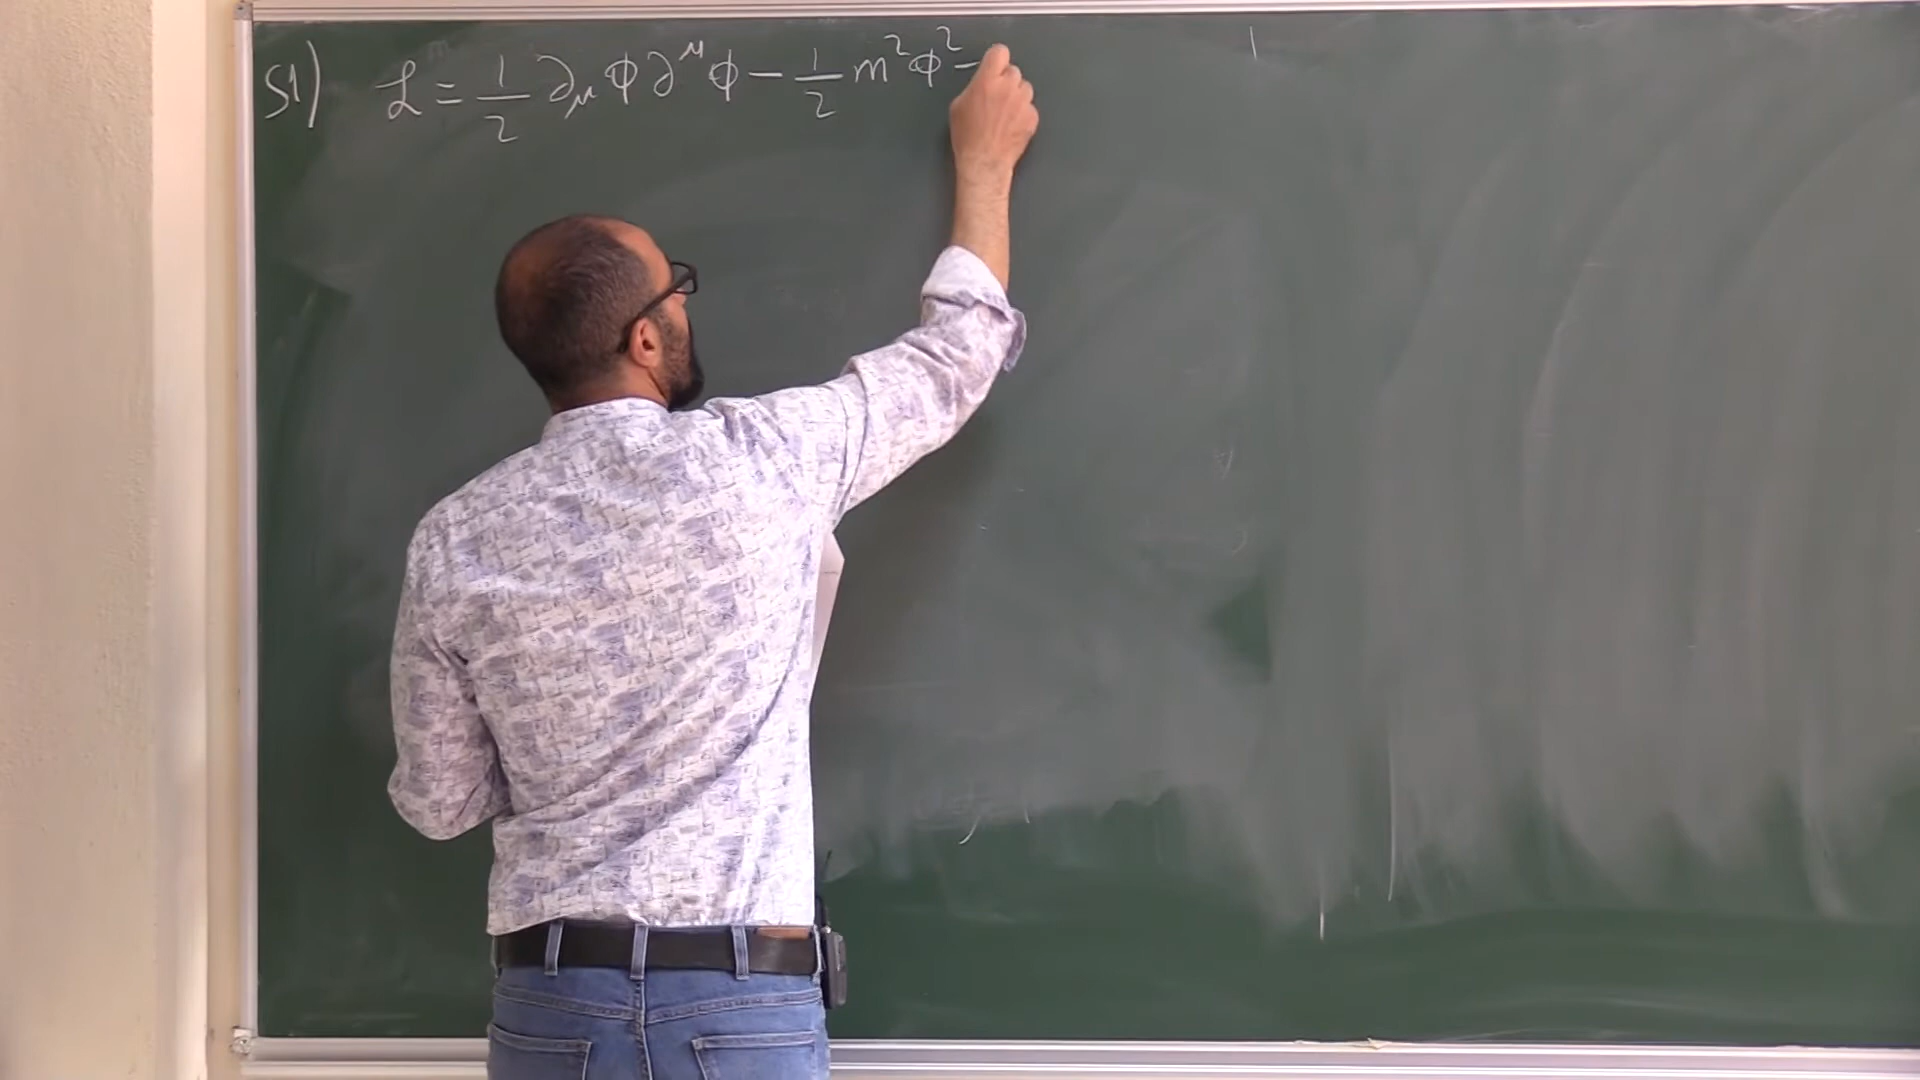 S1) ℒ = 1/2 ∂_μ ϕ ∂^μ ϕ − 1/2 m² ϕ² −